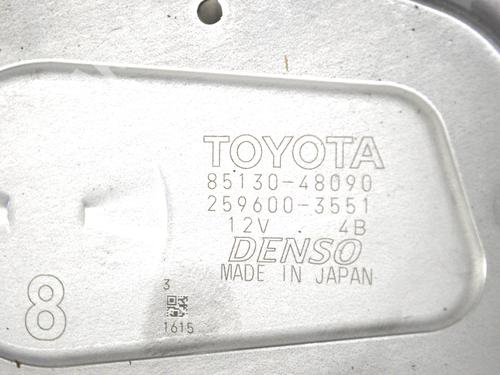 TOYOTA
85130-48090
259600-3551
12V 4B
DENSO
MADE IN JAPAN
8
3
1615